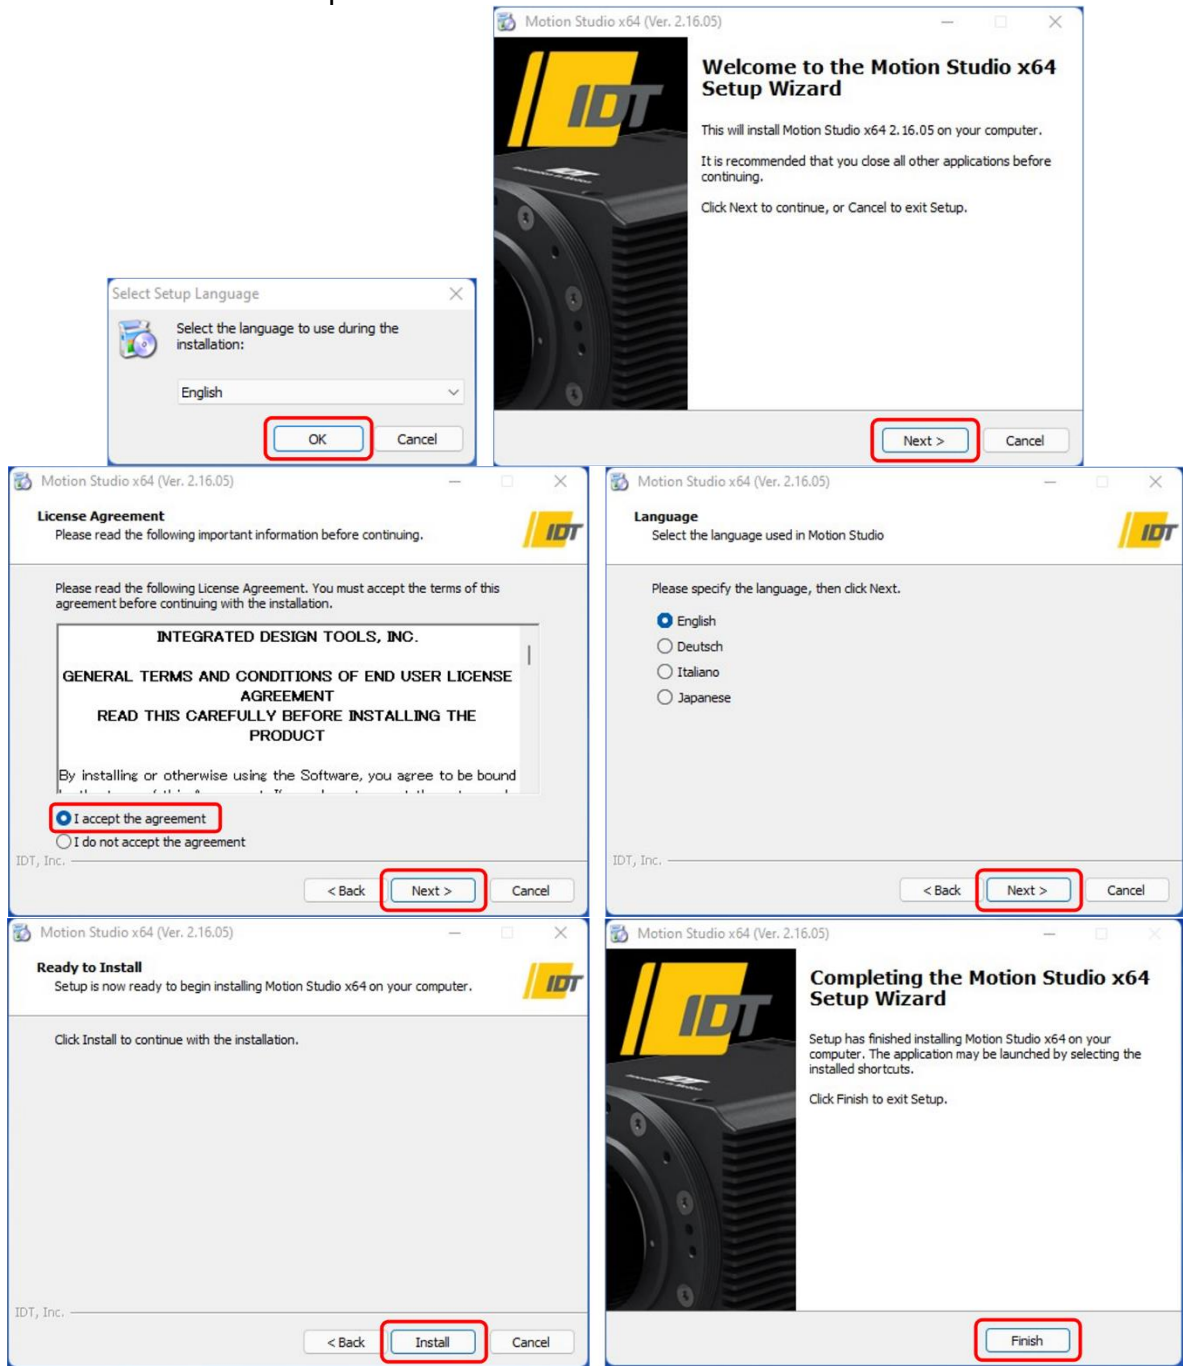 Motion Studio x64 (Ver. 2.16.05)
IDT
IDT
Welcome to the Motion Studio x64
Setup Wizard
This will install Motion Studio x64 2.16.05 on your computer.
It is recommended that you close all other applications before
continuing.
Click Next to continue, or Cancel to exit Setup.
Next >
Cancel
Select Setup Language
Select the language to use during the
installation:
English
OK
Cancel
Motion Studio x64 (Ver. 2.16.05)
License Agreement
Please read the following important information before continuing.
IDT
Please read the following License Agreement. You must accept the terms of this
agreement before continuing with the installation.
INTEGRATED DESIGN TOOLS, INC.
GENERAL TERMS AND CONDITIONS OF END USER LICENSE
AGREEMENT
READ THIS CAREFULLY BEFORE INSTALLING THE
PRODUCT
By installing or otherwise using the Software, you agree to be bound
I accept the agreement
I do not accept the agreement
IDT, Inc.
< Back
Next >
Cancel
Motion Studio x64 (Ver. 2.16.05)
Language
Select the language used in Motion Studio
IDT
Please specify the language, then click Next.
English
Deutsch
Italiano
Japanese
IDT, Inc.
< Back
Next >
Cancel
Motion Studio x64 (Ver. 2.16.05)
Ready to Install
Setup is now ready to begin installing Motion Studio x64 on your computer.
IDT
Click Install to continue with the installation.
IDT, Inc.
< Back
Install
Cancel
Motion Studio x64 (Ver. 2.16.05)
IDT
Completing the Motion Studio x64
Setup Wizard
Setup has finished installing Motion Studio x64 on your
computer. The application may be launched by selecting the
installed shortcuts.
Click Finish to exit Setup.
Finish